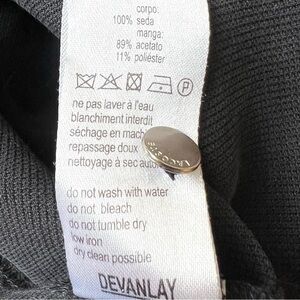 corpo:
100% seda
manga:
89% acetato
11% poliéster
P
ne pas laver à l'eau
blanchiment interdit
séchage en mach
repassage doux
nettoyage à sec
do not wash with water
do not bleach
do not tumble dry
low iron
dry clean possible
DEVANLAY